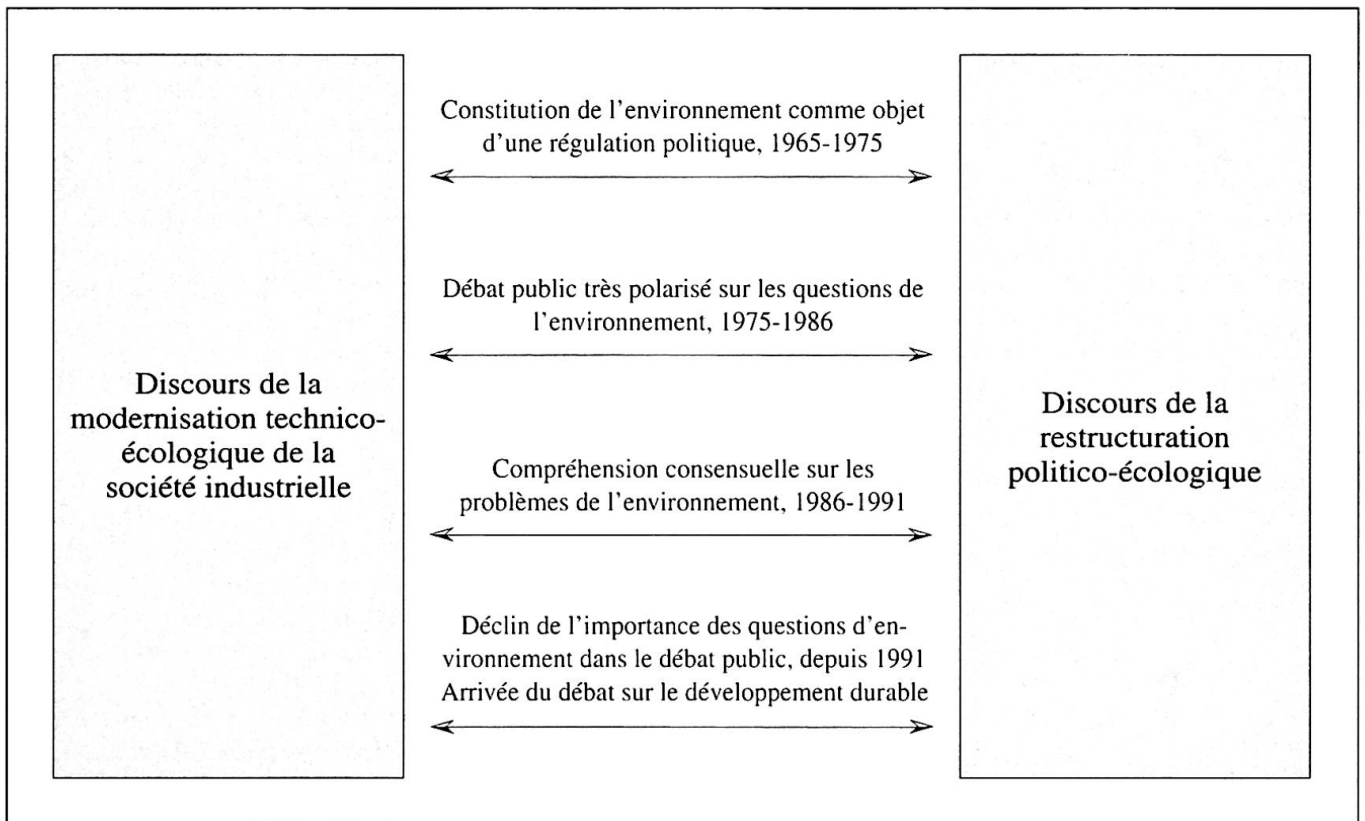 Constitution de l'environnement comme objet
d'une régulation politique, 1965-1975
Débat public très polarisé sur les questions de
l'environnement, 1975-1986
Discours de la
modernisation technico-
écologique de la
société industrielle
Discours de la
restructuration
politico-écologique
Compréhension consensuelle sur les
problèmes de l'environnement, 1986-1991
Déclin de l'importance des questions d'en-
vironnement dans le débat public, depuis 1991
Arrivée du débat sur le développement durable